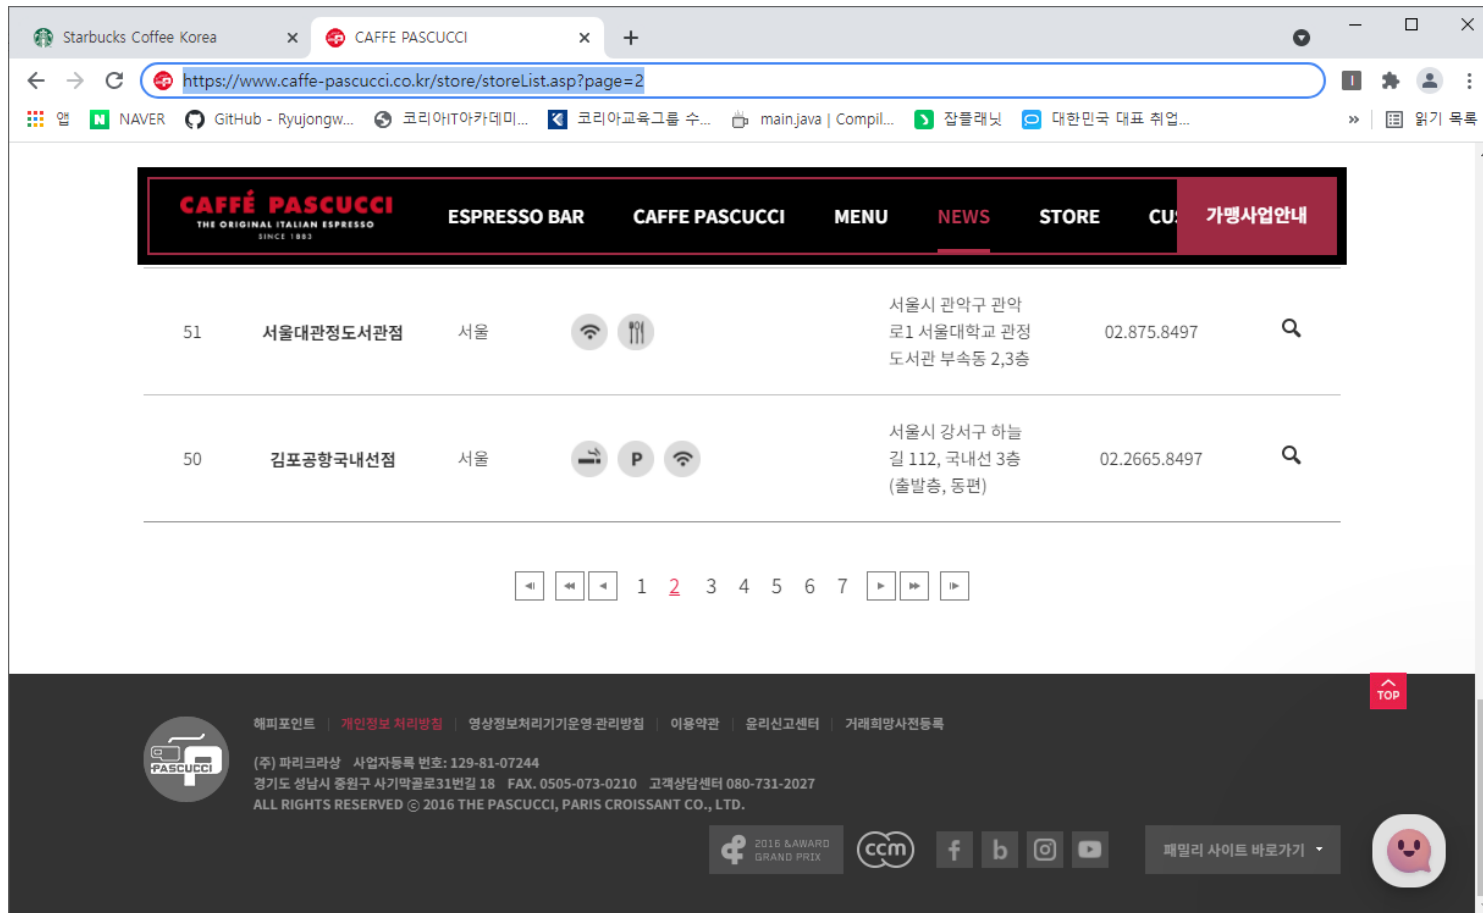 Starbucks Coffee Korea
CAFFE PASCUCCI
https://www.caffe-pascucci.co.kr/store/storeList.asp?page=2
앱
NAVER
GitHub - Ryujongw...
코리아IT아카데미...
코리아교육그룹 수...
main.java | Compil...
잡플래닛
대한민국 대표 취업...
»
읽기 목록
CAFFÉ PASCUCCI
THE ORIGINAL ITALIAN ESPRESSO
SINCE 1883
ESPRESSO BAR
CAFFE PASCUCCI
MENU
NEWS
STORE
CU
가맹사업안내
51
서울대관정도서관점
서울
서울시 관악구 관악
로1 서울대학교 관정
도서관 부속동 2,3층
02.875.8497
50
김포공항국내선점
서울
P
서울시 강서구 하늘
길 112, 국내선 3층
(출발층, 동편)
02.2665.8497
1 2 3 4 5 6 7
TOP
PASCUCCI
해피포인트 | 개인정보 처리방침 | 영상정보처리기기운영·관리방침 | 이용약관 | 윤리신고센터 | 거래희망사전등록
(주) 파리크라상 사업자등록 번호: 129-81-07244
경기도 성남시 중원구 사기막골로31번길 18 FAX. 0505-073-0210 고객상담센터 080-731-2027
ALL RIGHTS RESERVED ⓒ 2016 THE PASCUCCI, PARIS CROISSANT CO., LTD.
2016 &AWARD
GRAND PRIX
ccm
f
b
패밀리 사이트 바로가기